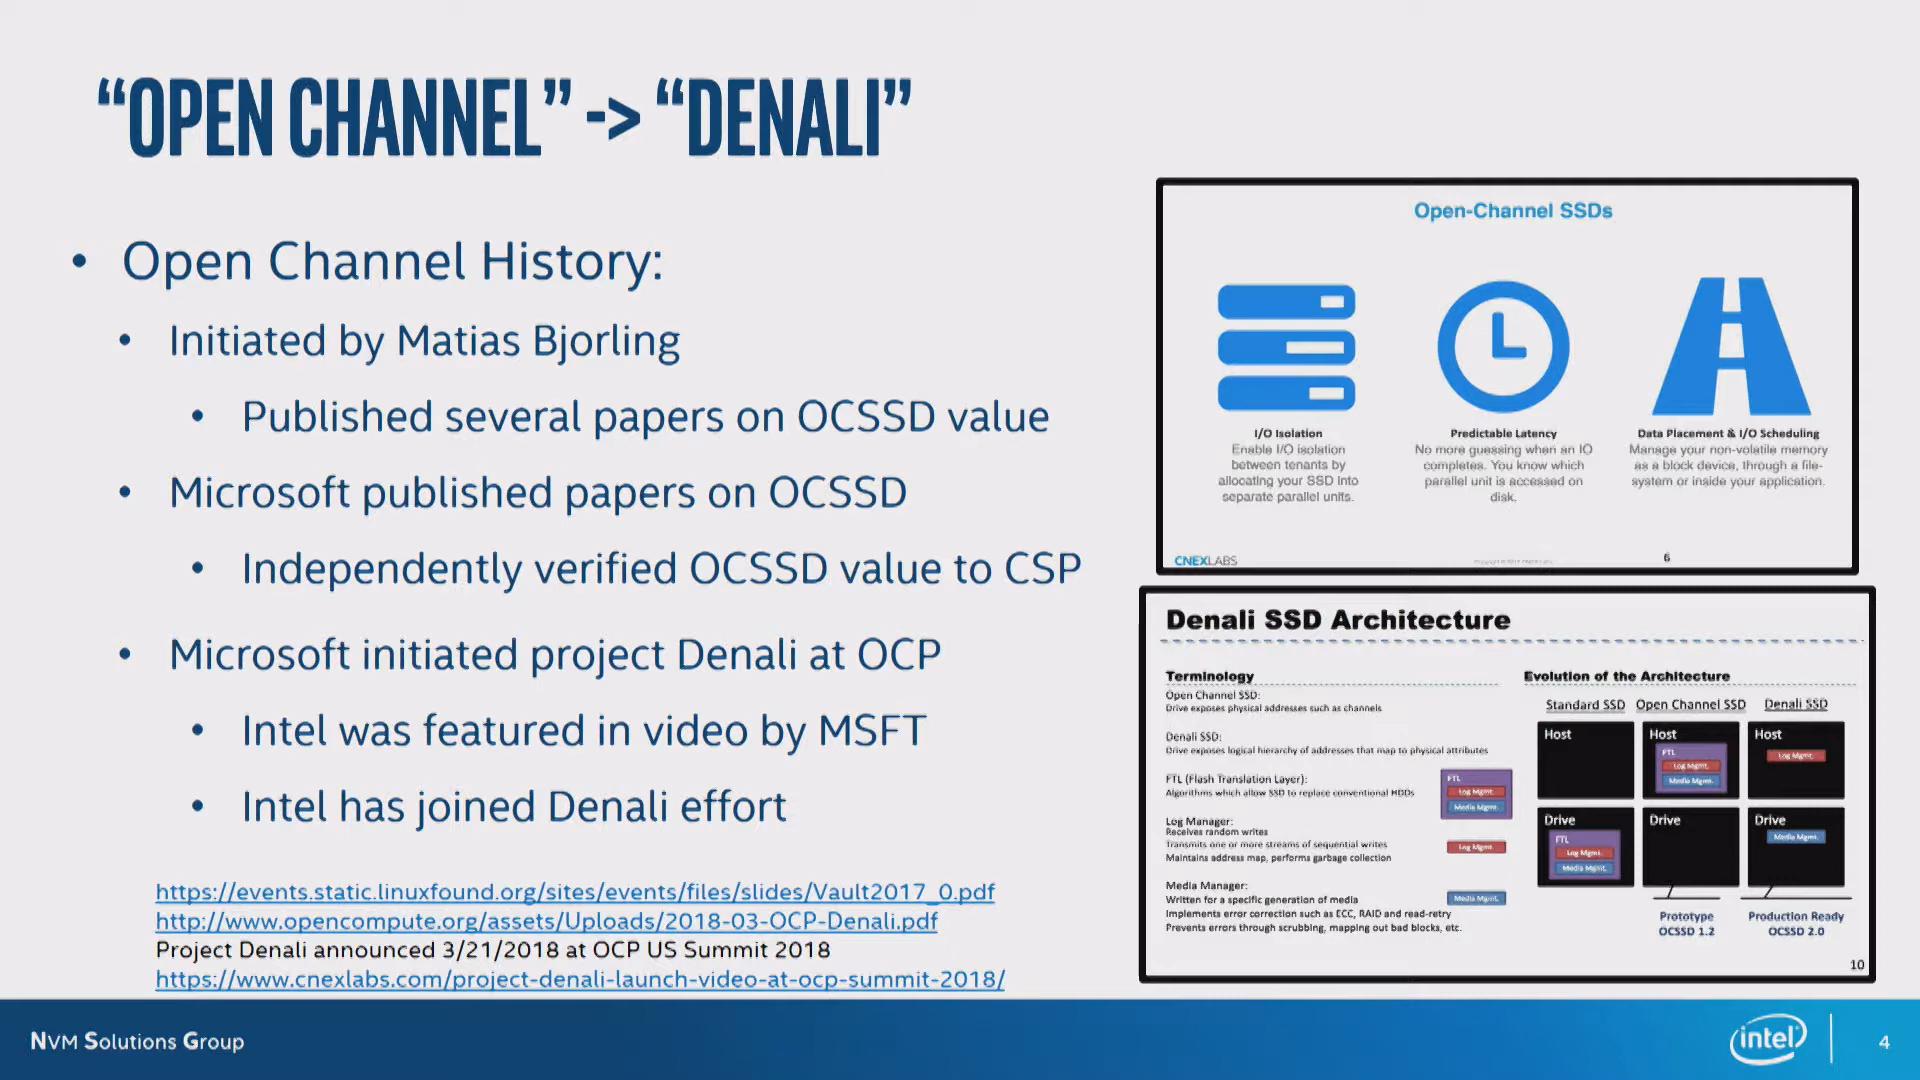 “OPEN CHANNEL” -> “DENALI”
• Open Channel History:
• Initiated by Matias Bjorling
• Published several papers on OCSSD value
• Microsoft published papers on OCSSD
• Independently verified OCSSD value to CSP
• Microsoft initiated project Denali at OCP
• Intel was featured in video by MSFT
• Intel has joined Denali effort
https://events.static.linuxfound.org/sites/events/files/slides/Vault2017_0.pdf
http://www.opencompute.org/assets/Uploads/2018-03-OCP-Denali.pdf
Project Denali announced 3/21/2018 at OCP US Summit 2018
https://www.cnexlabs.com/project-denali-launch-video-at-ocp-summit-2018/
Open-Channel SSDs
I/O Isolation
Enable I/O isolation
between tenants by
allocating your SSD into
separate parallel units.
Predictable Latency
No more guessing when an IO
completes. You know which
parallel unit is accessed on
disk.
Data Placement & I/O Scheduling
Manage your non-volatile memory
as a block device, through a file-
system or inside your application.
CNEXLABS
6
Denali SSD Architecture
Terminology
Open Channel SSD:
Drive exposes physical addresses such as channels
Denali SSD:
Drive exposes logical hierarchy of addresses that map to physical attributes
FTL (Flash Translation Layer):
Algorithms which allow SSD to replace conventional HDDs
FTL
Log Mgmt.
Media Mgmt.
Log Manager:
Receives random writes
Transmits one or more streams of sequential writes
Maintains address map, performs garbage collection
Log Mgmt.
Media Manager:
Written for a specific generation of media
Implements error correction such as ECC, RAID and read-retry
Prevents errors through scrubbing, mapping out bad blocks, etc.
Media Mgmt.
Evolution of the Architecture
Standard SSD Open Channel SSD Denali SSD
Host
Host
FTL
Log Mgmt.
Media Mgmt.
Host
Log Mgmt.
Drive
FTL
Log Mgmt.
Media Mgmt.
Drive
Drive
Media Mgmt.
Prototype
OCSSD 1.2
Production Ready
OCSSD 2.0
10
NVM Solutions Group
intel
4